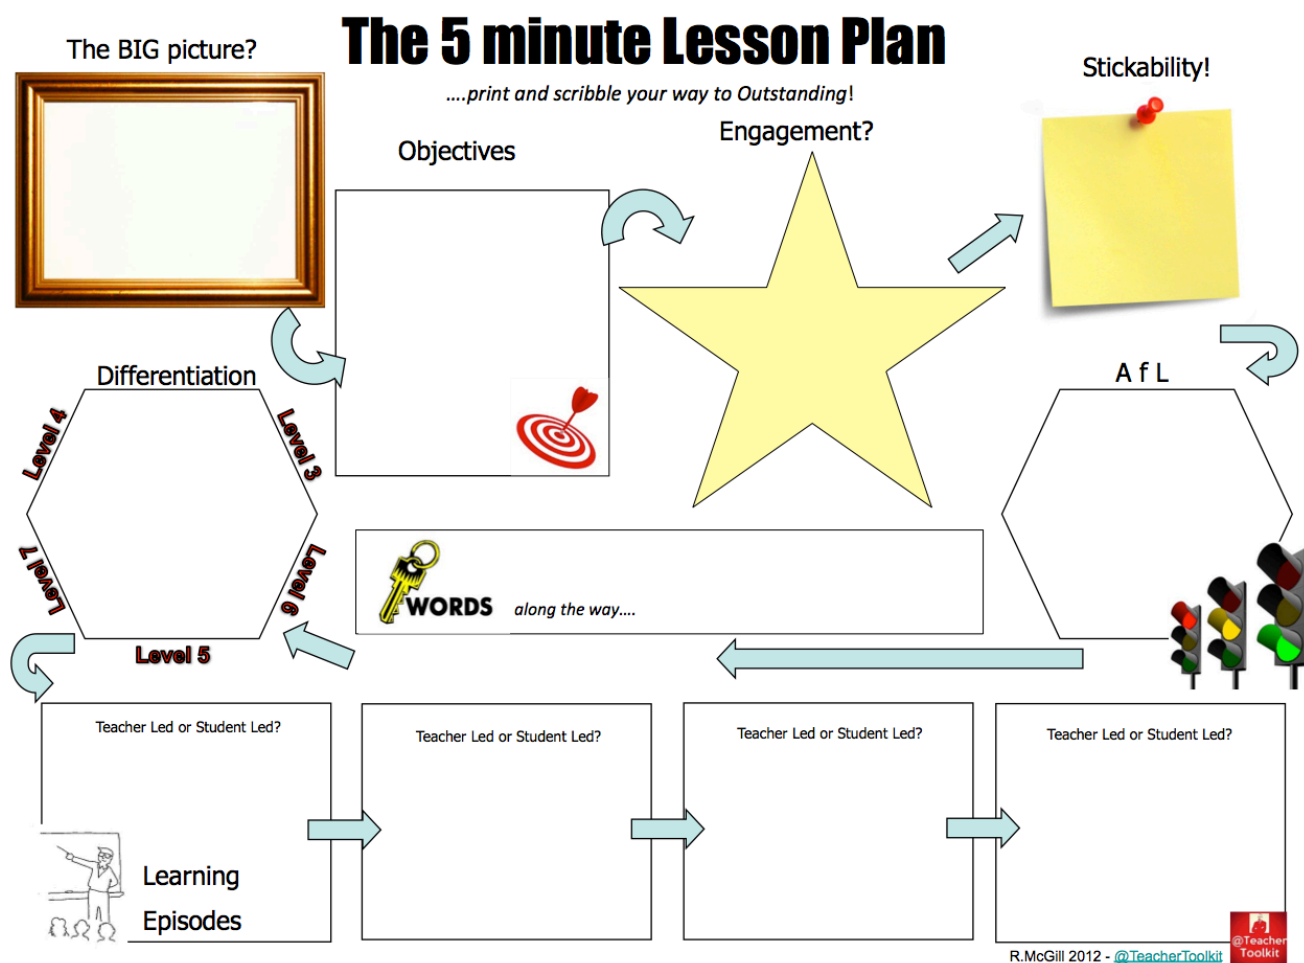 The 5 minute Lesson Plan
....print and scribble your way to Outstanding!
The BIG picture?
Objectives
Engagement?
Stickability!
A f L
WORDS along the way....
Differentiation
Level 4
Level 3
Level 7
Level 6
Level 5
Teacher Led or Student Led?
Learning
Episodes
Teacher Led or Student Led?
Teacher Led or Student Led?
Teacher Led or Student Led?
R.McGill 2012 - @TeacherToolkit
@Teacher
Toolkit